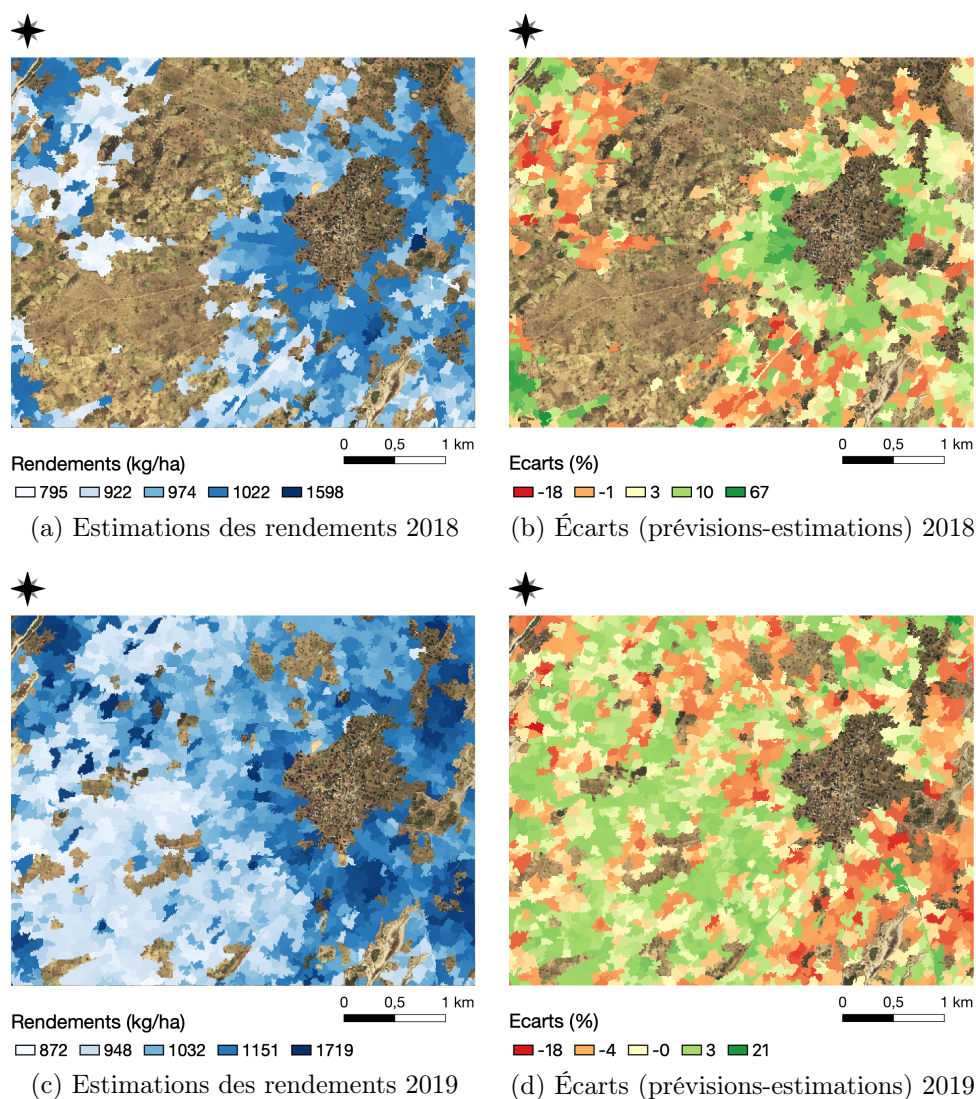 0 0,5 1 km
Rendements (kg/ha)
795 922 974 1022 1598
(a) Estimations des rendements 2018
0 0,5 1 km
Ecarts (%)
-18 -1 3 10 67
(b) Écarts (prévisions-estimations) 2018
0 0,5 1 km
Rendements (kg/ha)
872 948 1032 1151 1719
(c) Estimations des rendements 2019
0 0,5 1 km
Ecarts (%)
-18 -4 -0 3 21
(d) Écarts (prévisions-estimations) 2019